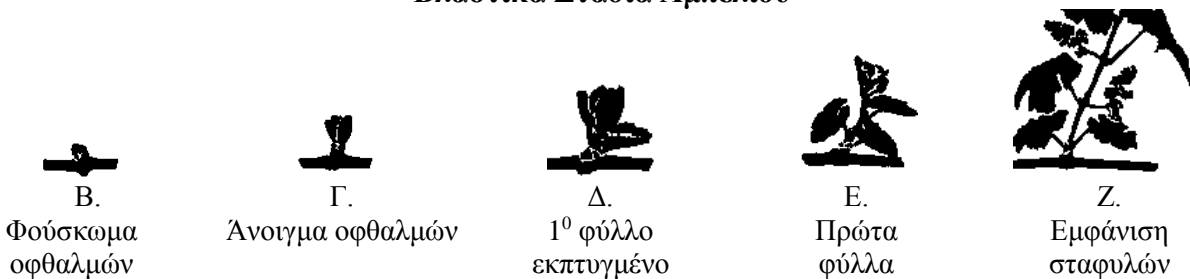 Β. Γ. Δ. Ε. Ζ.
Φούσκωμα Άνοιγμα οφθαλμών 1⁰ φύλλο Πρώτα Εμφάνιση
οφθαλμών εκπτυγμένο φύλλα σταφυλών